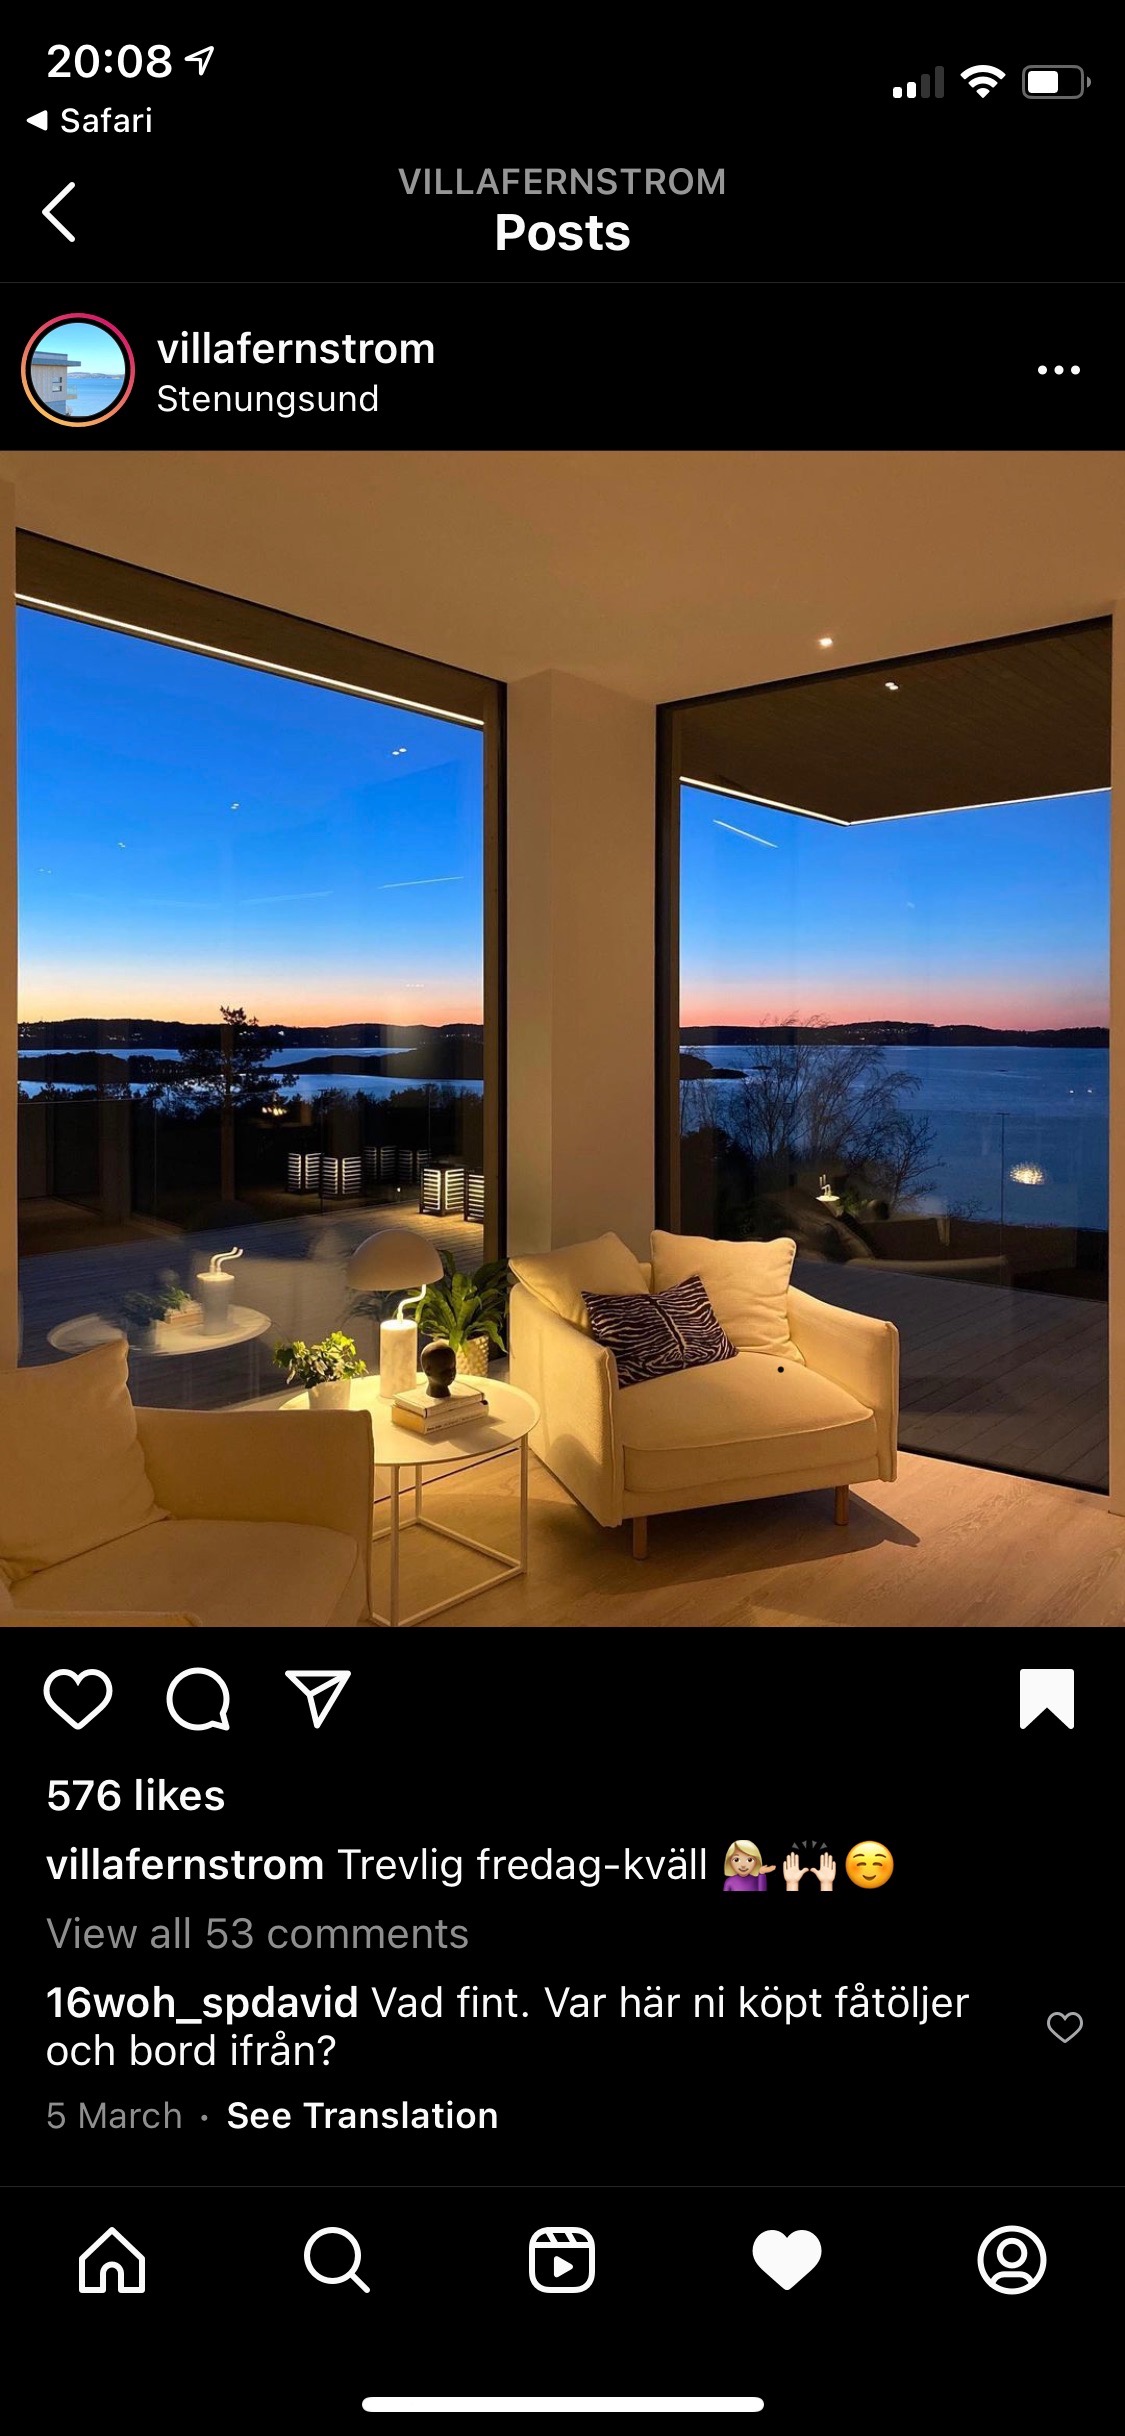 20:08
Safari
VILLAFERNSTROM
Posts
villafernstrom
Stenungsund
576 likes
villafernstrom Trevlig fredag-kväll 💁🏼‍♀️🙌🏻☺️
View all 53 comments
16woh_spdavid Vad fint. Var här ni köpt fåtöljer
och bord ifrån?
5 March · See Translation